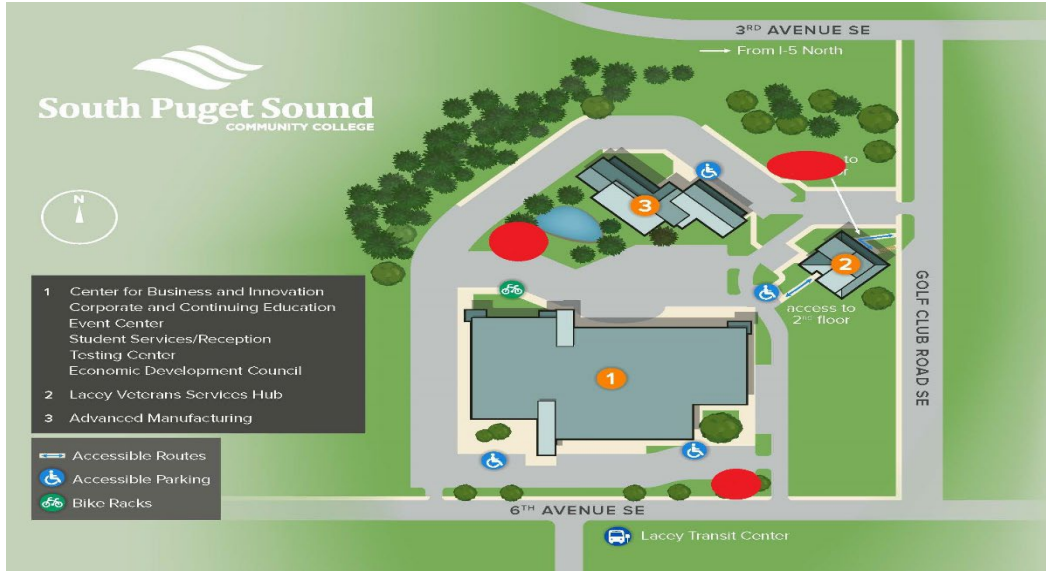 3RD AVENUE SE
From I-5 North
South Puget Sound
COMMUNITY COLLEGE
to
3
N
2
1 Center for Business and Innovation
Corporate and Continuing Education
Event Center
Student Services/Reception
Testing Center
Economic Development Council
2 Lacey Veterans Services Hub
3 Advanced Manufacturing
access to
2ND floor
GOLF CLUB ROAD SE
1
Accessible Routes
Accessible Parking
Bike Racks
6TH AVENUE SE
Lacey Transit Center